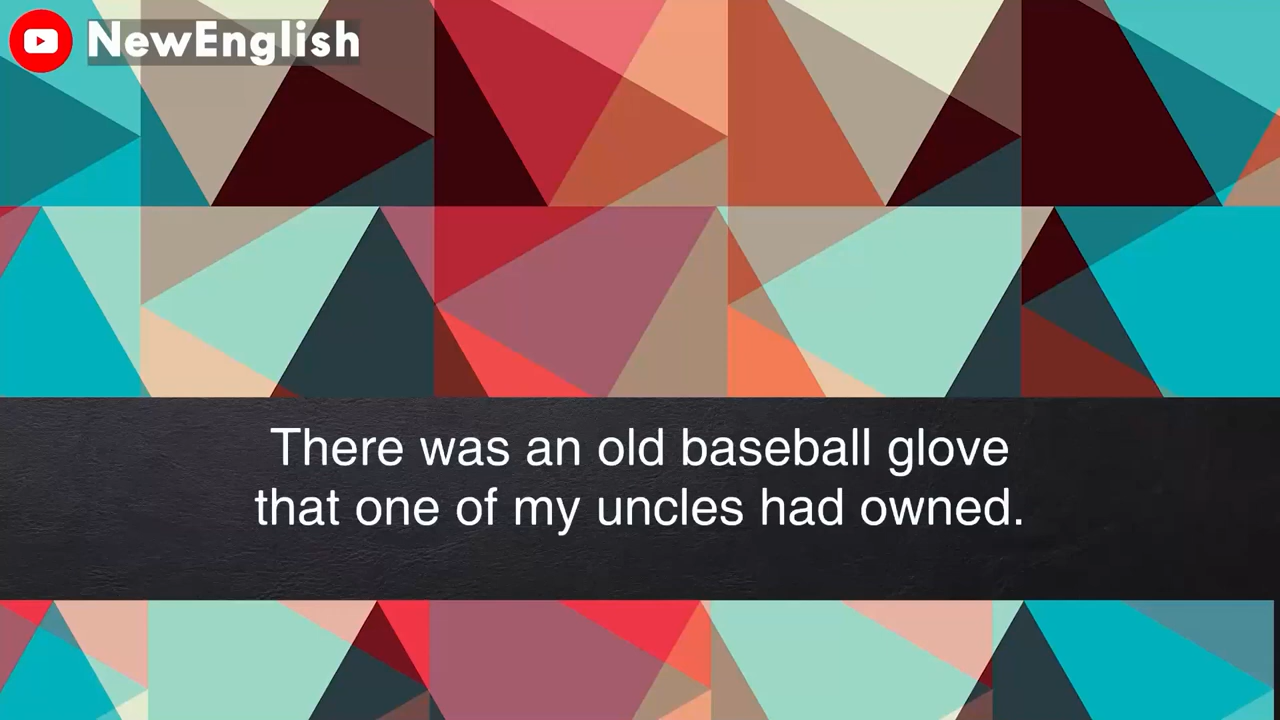 NewEnglish
There was an old baseball glove
that one of my uncles had owned.